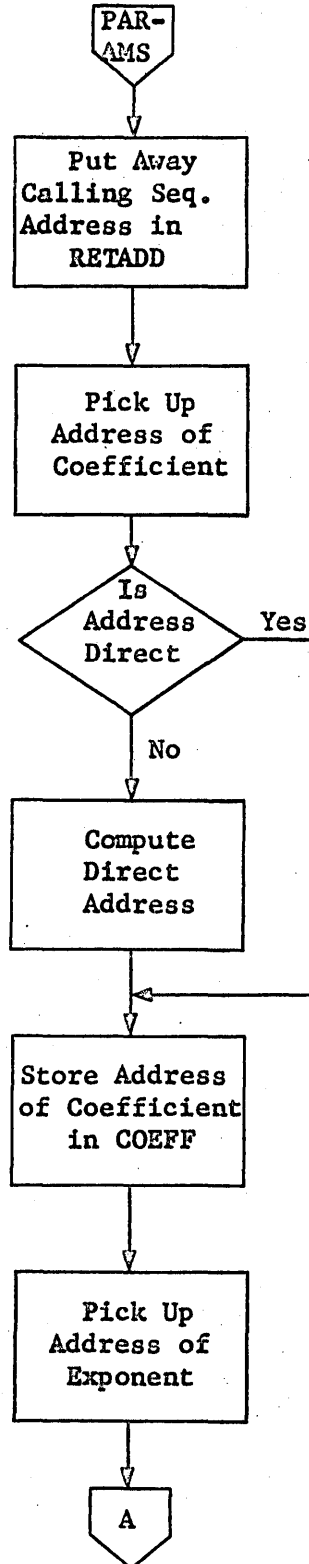 PAR-
AMS
Put Away
Calling Seq.
Address in
RETADD
Pick Up
Address of
Coefficient
Is
Address
Direct
Yes
No
Compute
Direct
Address
Store Address
of Coefficient
in COEFF
Pick Up
Address of
Exponent
A